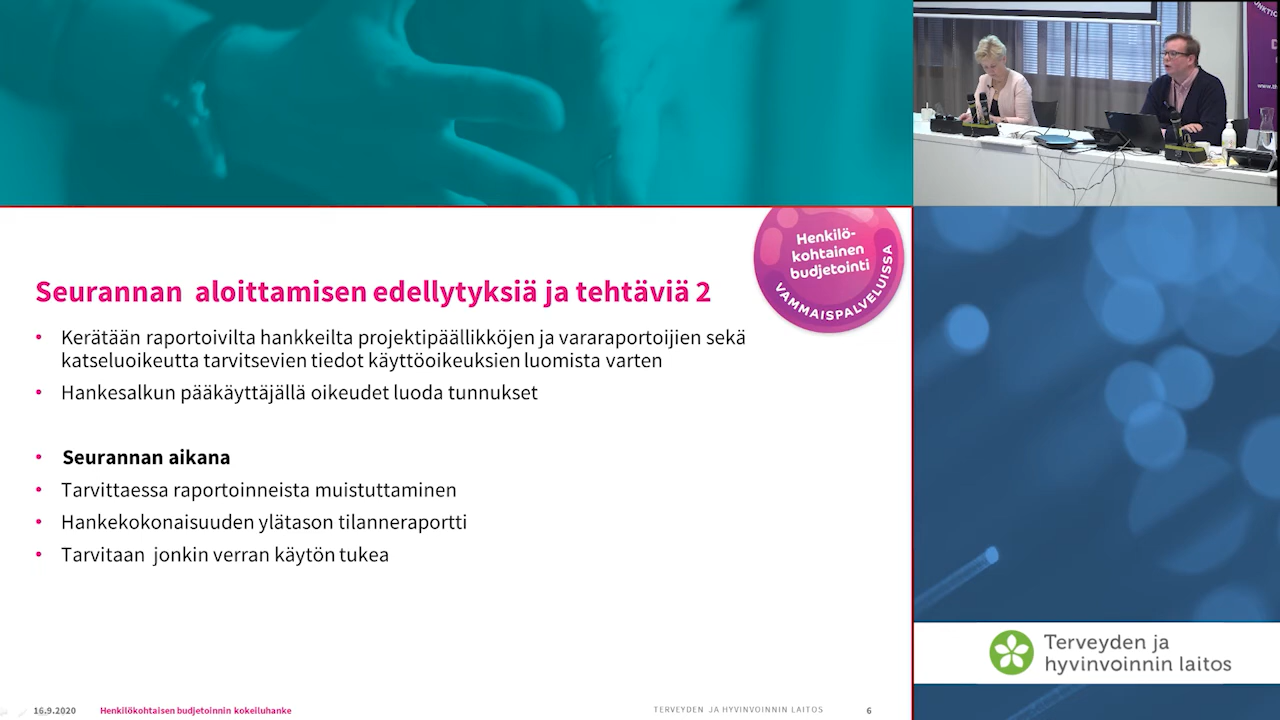 Henkilö-
kohtainen
budjetointi
VAMMAISPALVELUISSA
Seurannan aloittamisen edellytyksiä ja tehtäviä 2
• Kerätään raportoivilta hankkeilta projektipäällikköjen ja vararaportoijien sekä
katseluoikeutta tarvitsevien tiedot käyttöoikeuksien luomista varten
• Hankesalkun pääkäyttäjällä oikeudet luoda tunnukset
• Seurannan aikana
• Tarvittaessa raportoinneista muistuttaminen
• Hankekokonaisuuden ylätason tilanneraportti
• Tarvitaan jonkin verran käytön tukea
Terveyden ja
hyvinvoinnin laitos
16.9.2020
Henkilökohtaisen budjetoinnin kokeiluhanke
TERVEYDEN JA HYVINVOINNIN LAITOS
6